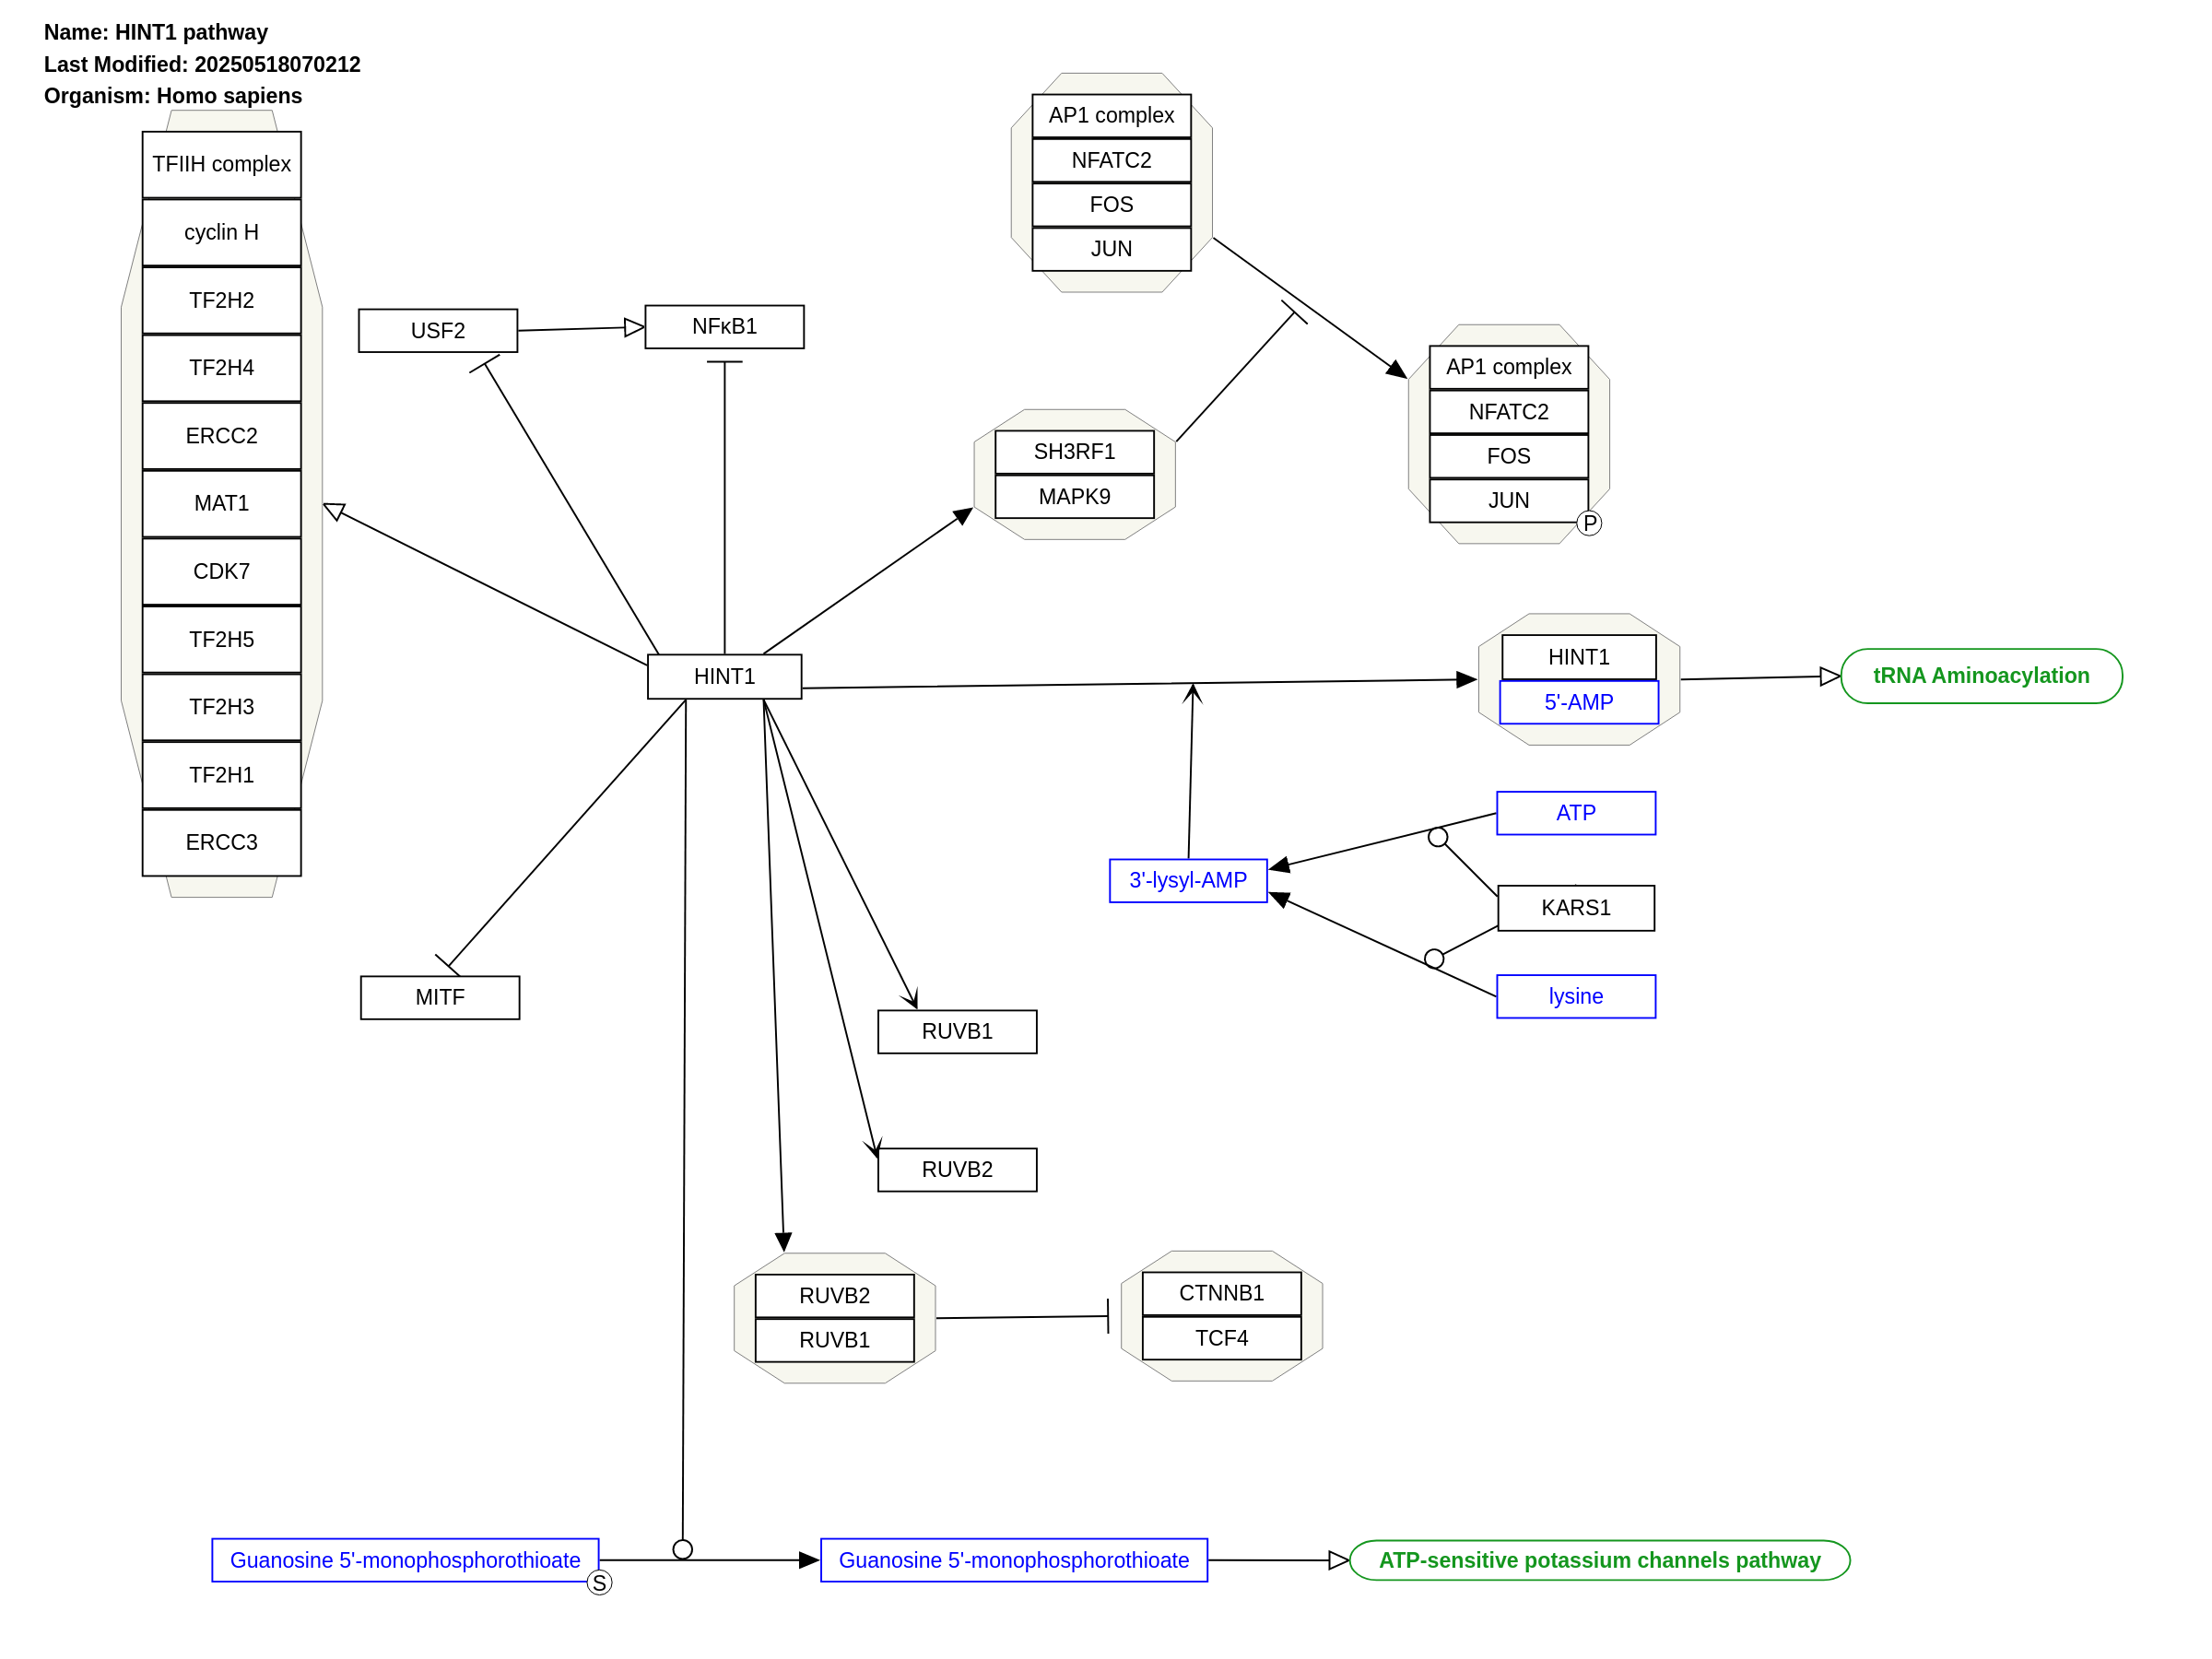 Name: HINT1 pathway
Last Modified: 20250518070212
Organism: Homo sapiens
TFIIH complex
cyclin H
TF2H2
TF2H4
ERCC2
MAT1
CDK7
TF2H5
TF2H3
TF2H1
ERCC3
USF2
NFκB1
AP1 complex
NFATC2
FOS
JUN
AP1 complex
NFATC2
FOS
JUN
P
SH3RF1
MAPK9
HINT1
HINT1
5'-AMP
tRNA Aminoacylation
ATP
3'-lysyl-AMP
KARS1
lysine
MITF
RUVB1
RUVB2
RUVB2
RUVB1
CTNNB1
TCF4
Guanosine 5'-monophosphorothioate
S
Guanosine 5'-monophosphorothioate
ATP-sensitive potassium channels pathway